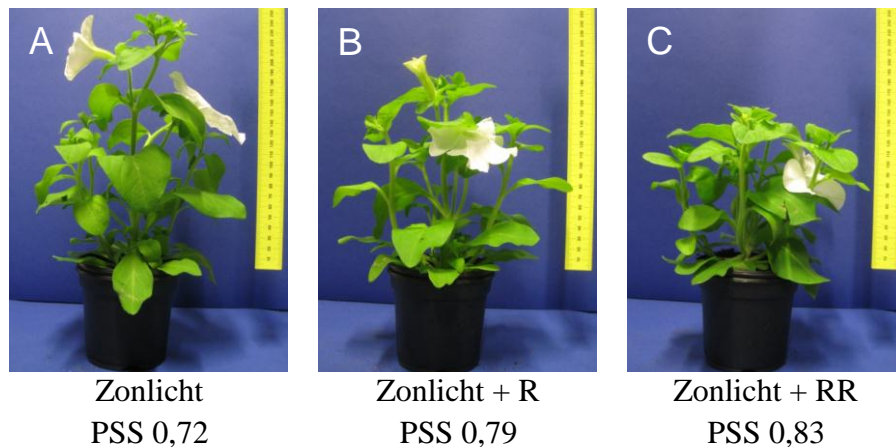 A
B
C
Zonlicht
Zonlicht + R
Zonlicht + RR
PSS 0,72
PSS 0,79
PSS 0,83